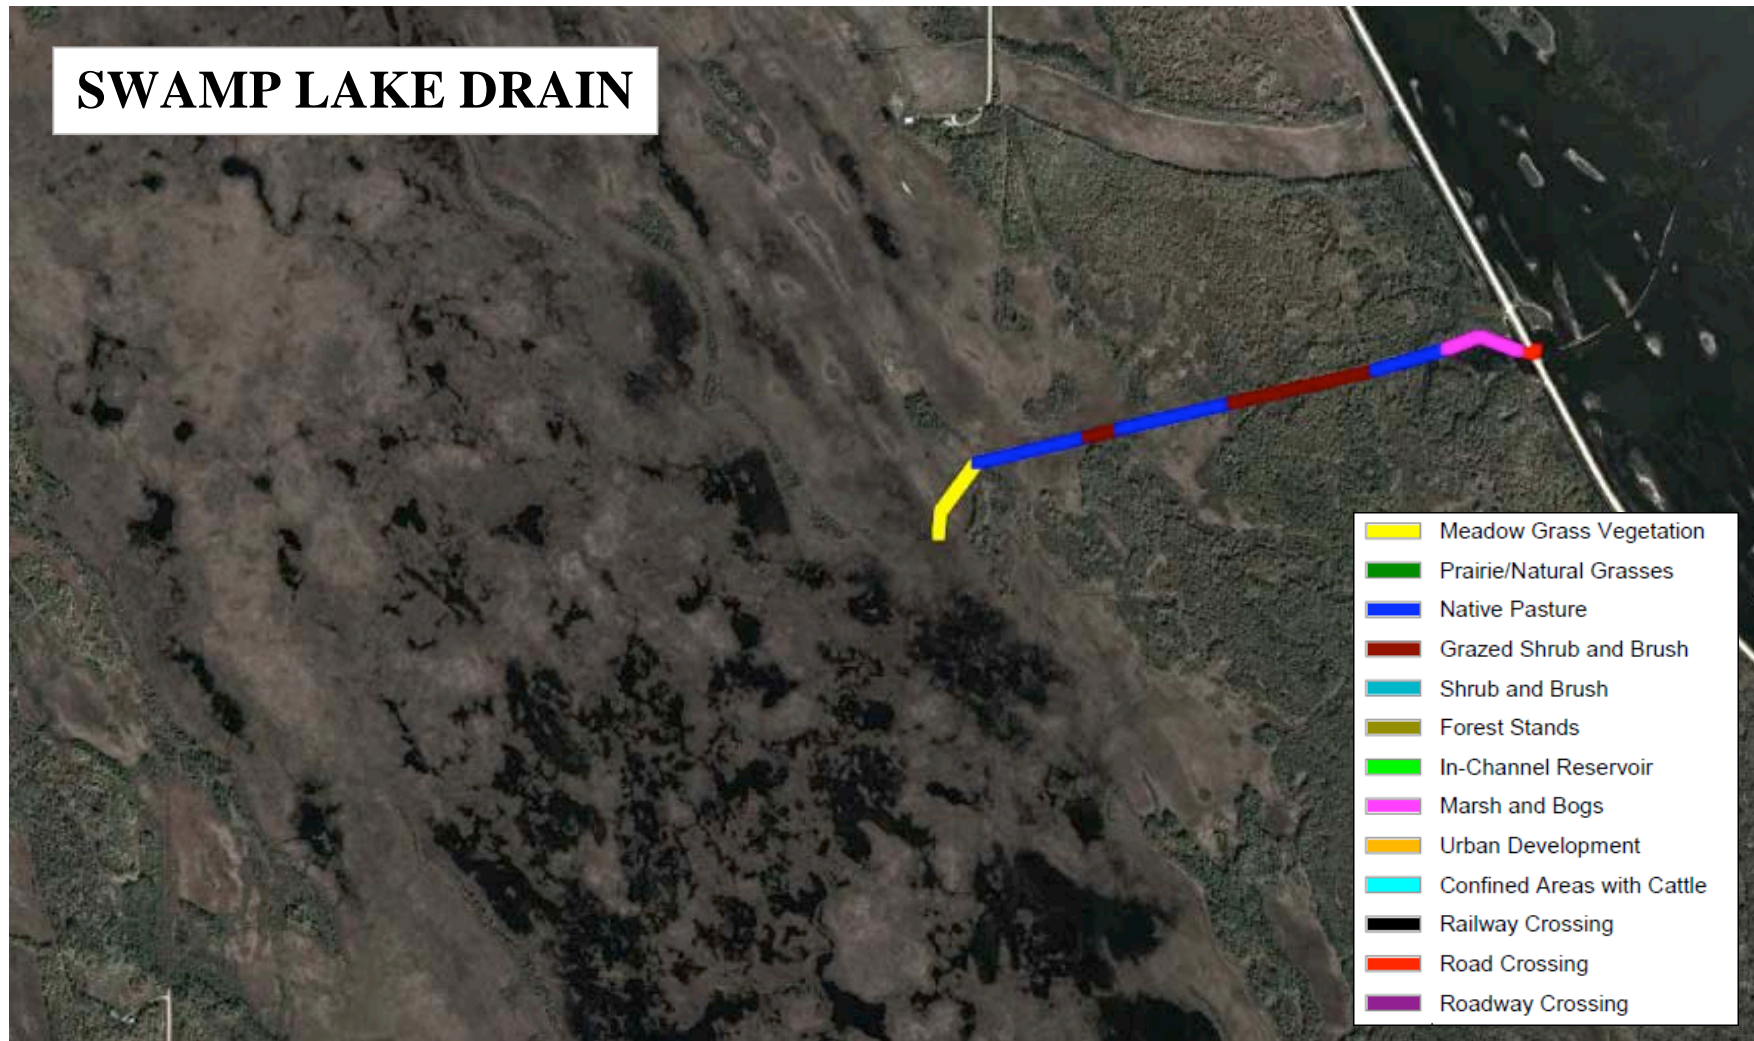 SWAMP LAKE DRAIN
Meadow Grass Vegetation
Prairie/Natural Grasses
Native Pasture
Grazed Shrub and Brush
Shrub and Brush
Forest Stands
In-Channel Reservoir
Marsh and Bogs
Urban Development
Confined Areas with Cattle
Railway Crossing
Road Crossing
Roadway Crossing